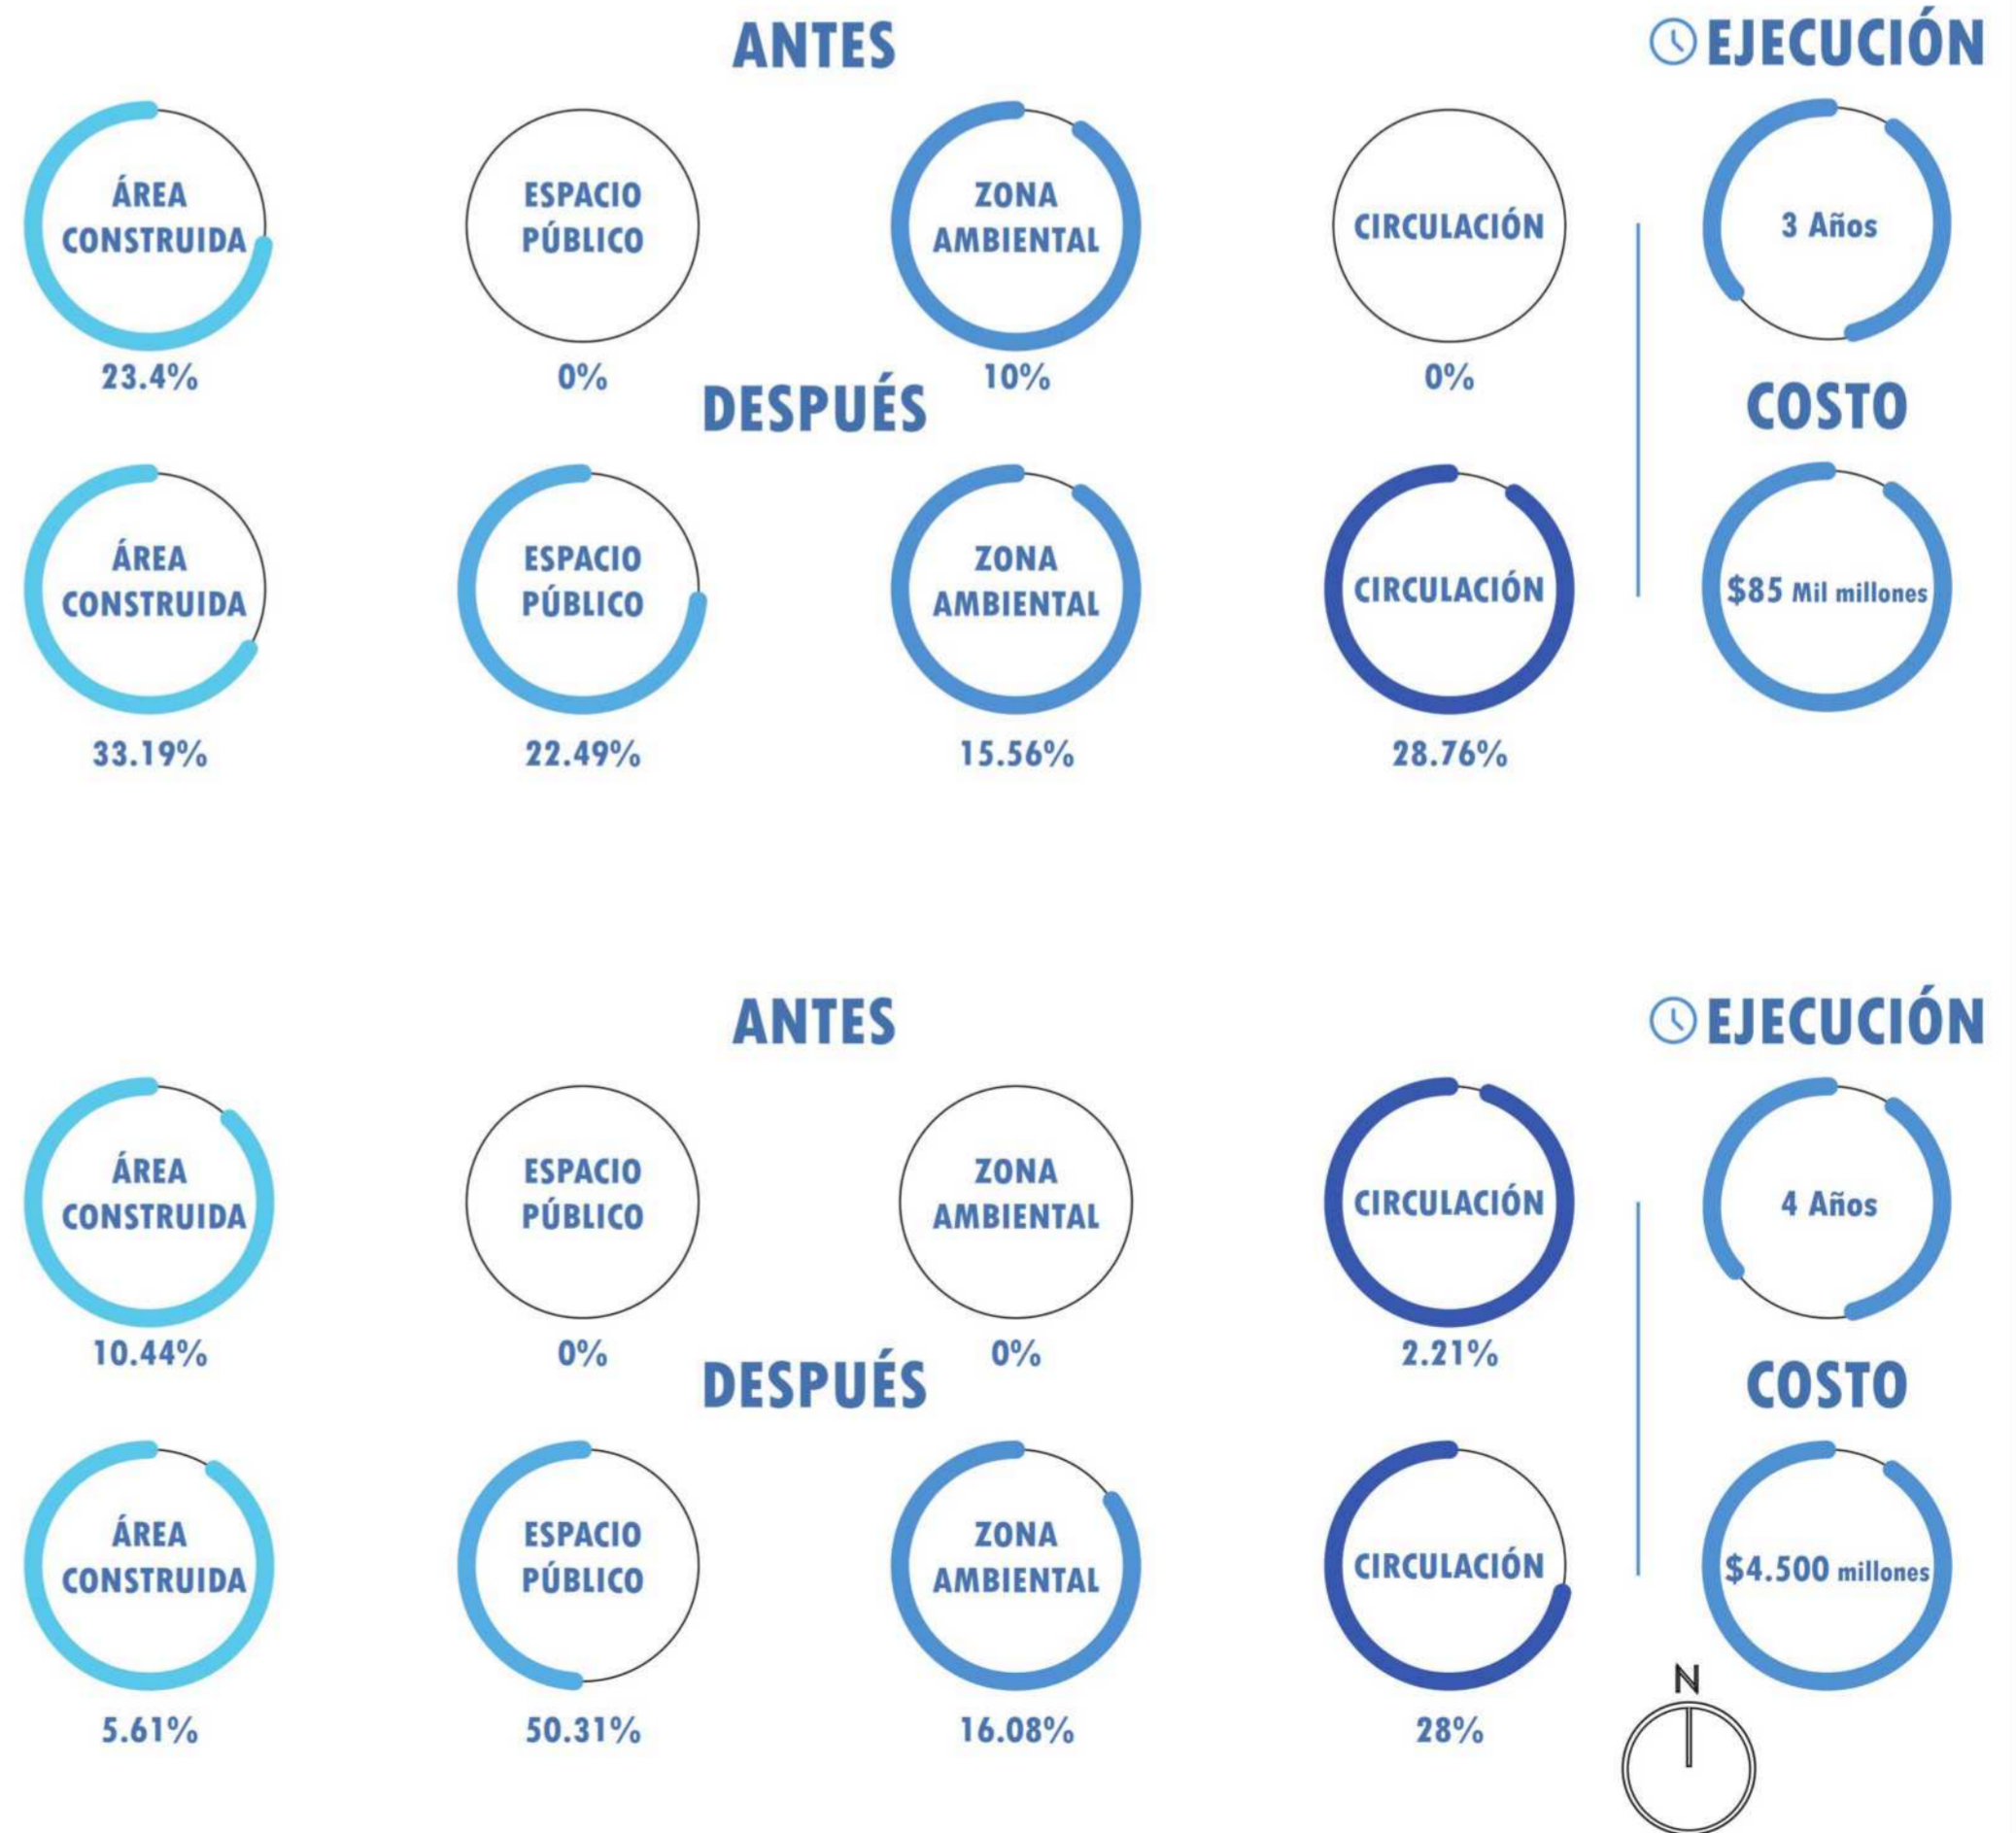 ANTES
EJECUCIÓN
ÁREA
CONSTRUIDA
23.4%
ESPACIO
PÚBLICO
0%
ZONA
AMBIENTAL
10%
CIRCULACIÓN
0%
3 Años
DESPUÉS
COSTO
ÁREA
CONSTRUIDA
33.19%
ESPACIO
PÚBLICO
22.49%
ZONA
AMBIENTAL
15.56%
CIRCULACIÓN
28.76%
$85 Mil millones
ANTES
EJECUCIÓN
ÁREA
CONSTRUIDA
10.44%
ESPACIO
PÚBLICO
0%
ZONA
AMBIENTAL
0%
CIRCULACIÓN
2.21%
4 Años
DESPUÉS
COSTO
ÁREA
CONSTRUIDA
5.61%
ESPACIO
PÚBLICO
50.31%
ZONA
AMBIENTAL
16.08%
CIRCULACIÓN
28%
$4.500 millones
N